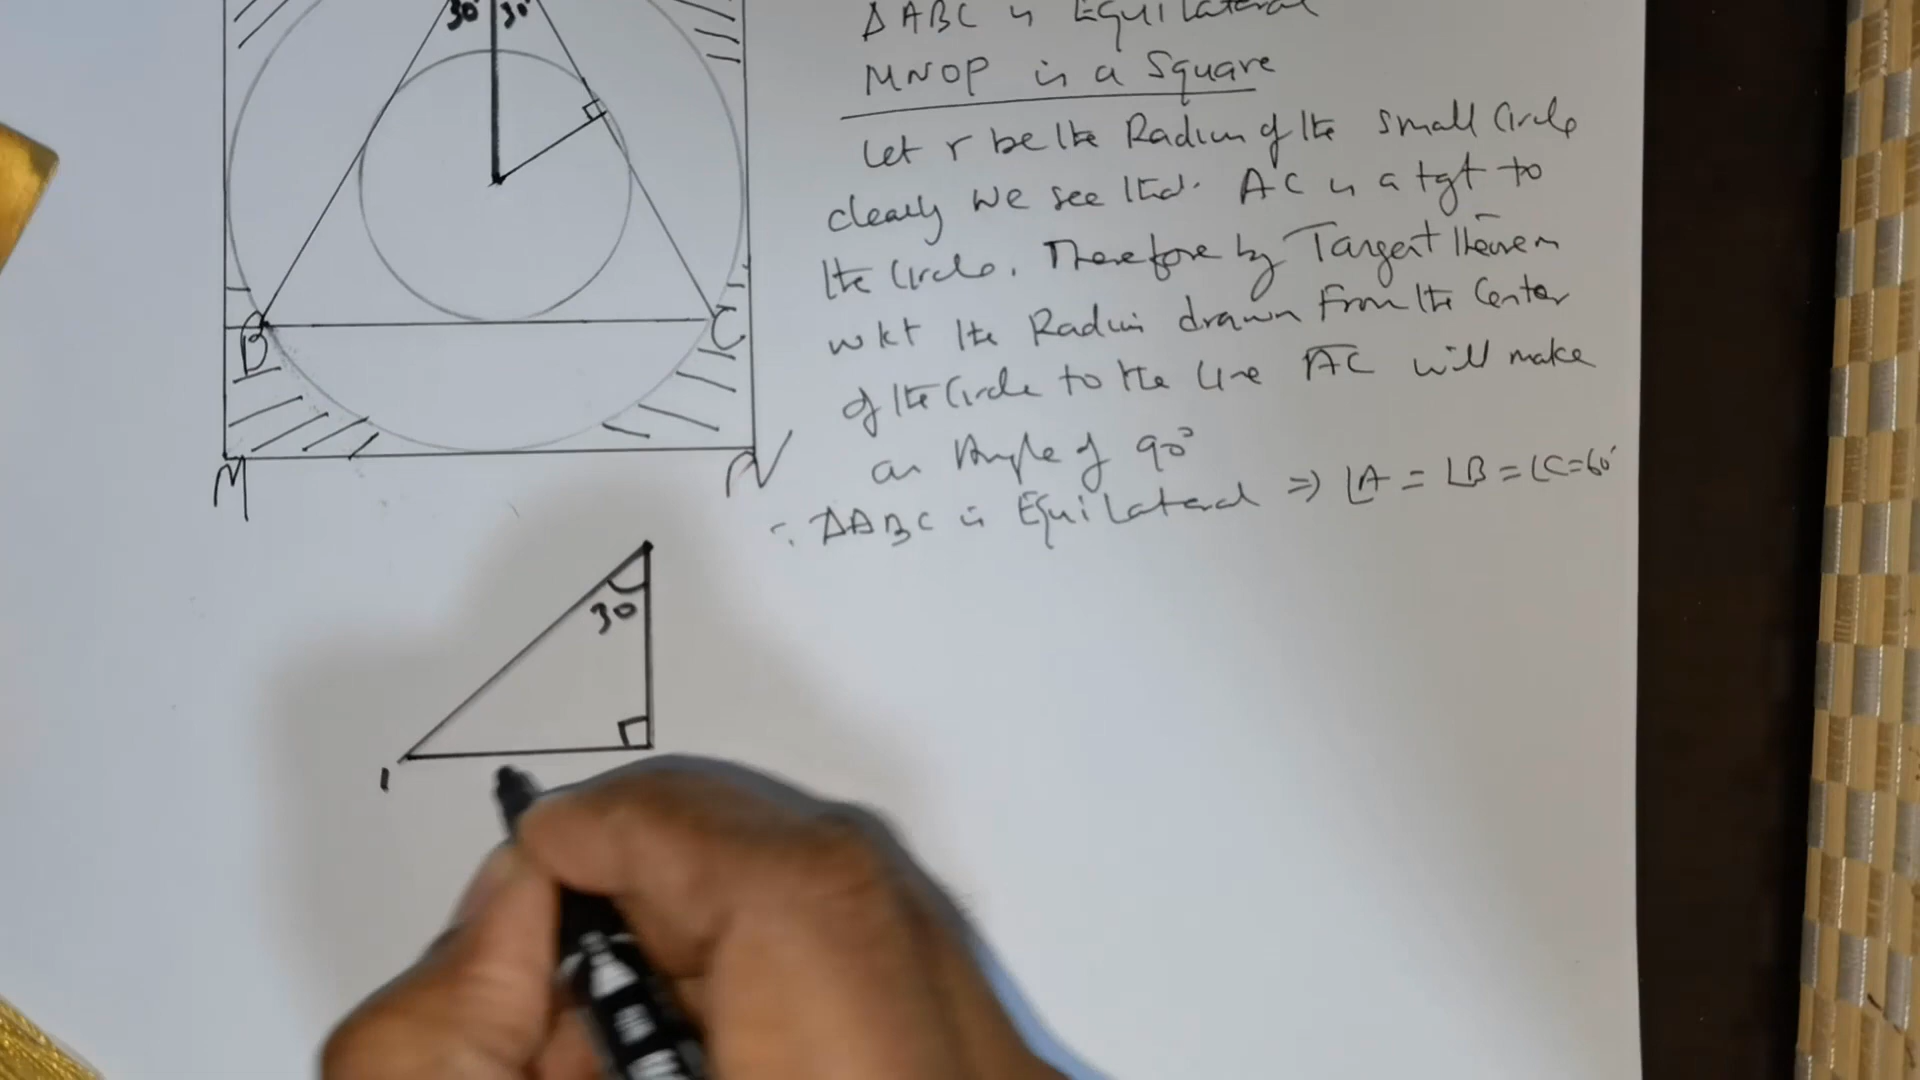 30° 30°
Δ ABC is Equilateral
MNOP is a Square
Let r be the Radius of the small Circle
clearly we see that. AC is a tgt to
the Circle. Therefore by Tangent theorem
wkt the Radius drawn From the Center
of the Circle to the line AC will make
an Angle of 90°
∴ ΔABC is Equilateral ⇒ ∠A = ∠B = ∠C = 60°
B
C
M
N
30